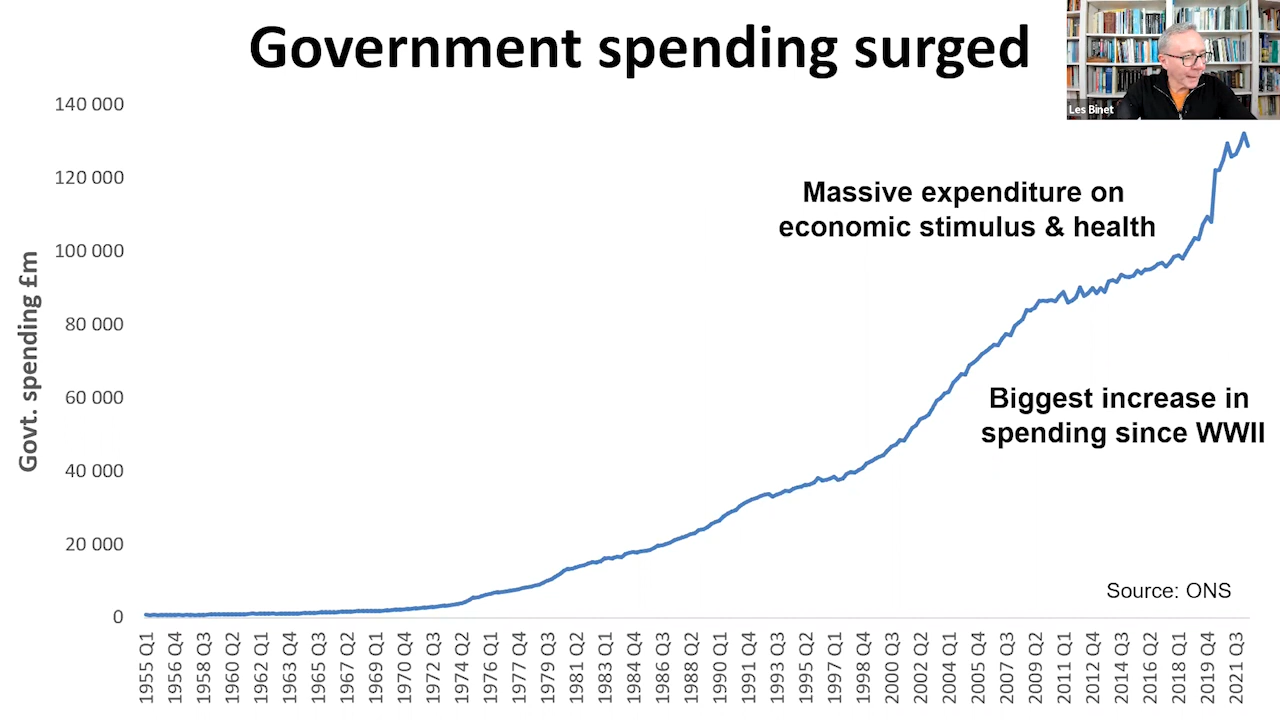 Government spending surged
Les Binet
140 000
120 000
100 000
80 000
60 000
40 000
20 000
0
Govt. spending £m
Massive expenditure on
economic stimulus & health
Biggest increase in
spending since WWII
Source: ONS
1955 Q1
1956 Q4
1958 Q3
1960 Q2
1962 Q1
1963 Q4
1965 Q3
1967 Q2
1969 Q1
1970 Q4
1972 Q3
1974 Q2
1976 Q1
1977 Q4
1979 Q3
1981 Q2
1983 Q1
1984 Q4
1986 Q3
1988 Q2
1990 Q1
1991 Q4
1993 Q3
1995 Q2
1997 Q1
1998 Q4
2000 Q3
2002 Q2
2004 Q1
2005 Q4
2007 Q3
2009 Q2
2011 Q1
2012 Q4
2014 Q3
2016 Q2
2018 Q1
2019 Q4
2021 Q3